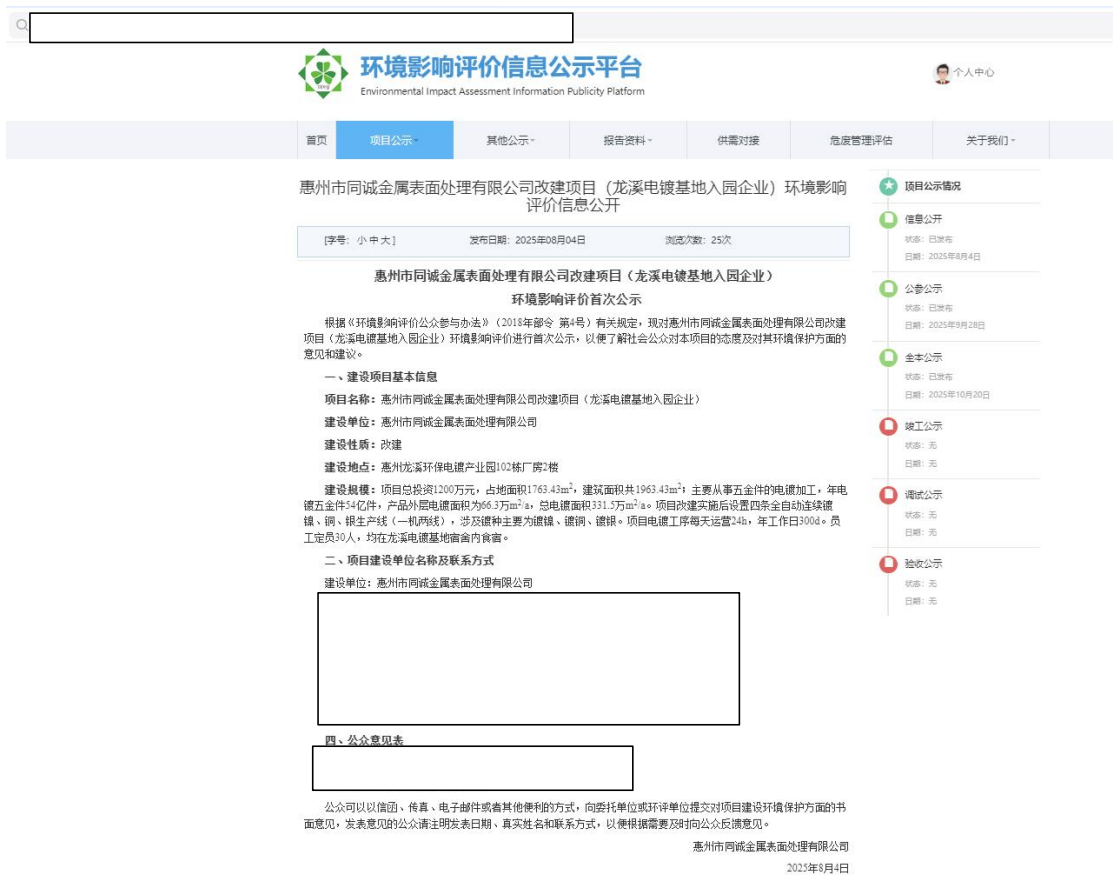 环境影响评价信息公示平台
Environmental Impact Assessment Information Publicity Platform
个人中心
首页 项目公示 其他公示 报告资料 供需对接 危废管理评估 关于我们
惠州市同诚金属表面处理有限公司改建项目（龙溪电镀基地入园企业）环境影响
评价信息公开
[字号：小 中 大] 发布日期：2025年08月04日 浏览次数：25次
惠州市同诚金属表面处理有限公司改建项目（龙溪电镀基地入园企业）
环境影响评价首次公示
根据《环境影响评价公众参与办法》（2018年部令 第4号）有关规定，现对惠州市同诚金属表面处理有限公司改建
项目（龙溪电镀基地入园企业）环境影响评价进行首次公示，以便了解社会公众对本项目的态度及对其环境保护方面的
意见和建议。
一、建设项目基本信息
项目名称：惠州市同诚金属表面处理有限公司改建项目（龙溪电镀基地入园企业）
建设单位：惠州市同诚金属表面处理有限公司
建设性质：改建
建设地点：惠州龙溪环保电镀产业园102栋厂房2楼
建设规模：项目总投资1200万元，占地面积1763.43m²，建筑面积共1963.43m²；主要从事五金件的电镀加工，年电
镀五金件54亿件，产品外层电镀面积为66.3万m²/a，总电镀面积331.5万m²/a。项目改建实施后设置四条全自动连续镀
镍、铜、银生产线（一机两线），涉及镀种主要为镀镍、镀铜、镀银。项目电镀工序每天运营24h，年工作日300d。员
工定员30人，均在龙溪电镀基地宿舍内食宿。
二、项目建设单位名称及联系方式
建设单位：惠州市同诚金属表面处理有限公司
四、公众意见表
公众可以以信函、传真、电子邮件或者其他便利的方式，向委托单位或环评单位提交对项目建设环境保护方面的书
面意见，发表意见的公众请注明发表日期、真实姓名和联系方式，以便根据需要及时向公众反馈意见。
惠州市同诚金属表面处理有限公司
2025年8月4日
项目公示情况
信息公开
状态：已发布
日期：2025年8月4日
公参公示
状态：已发布
日期：2025年9月28日
全本公示
状态：已发布
日期：2025年10月20日
竣工公示
状态：无
日期：无
调试公示
状态：无
日期：无
验收公示
状态：无
日期：无